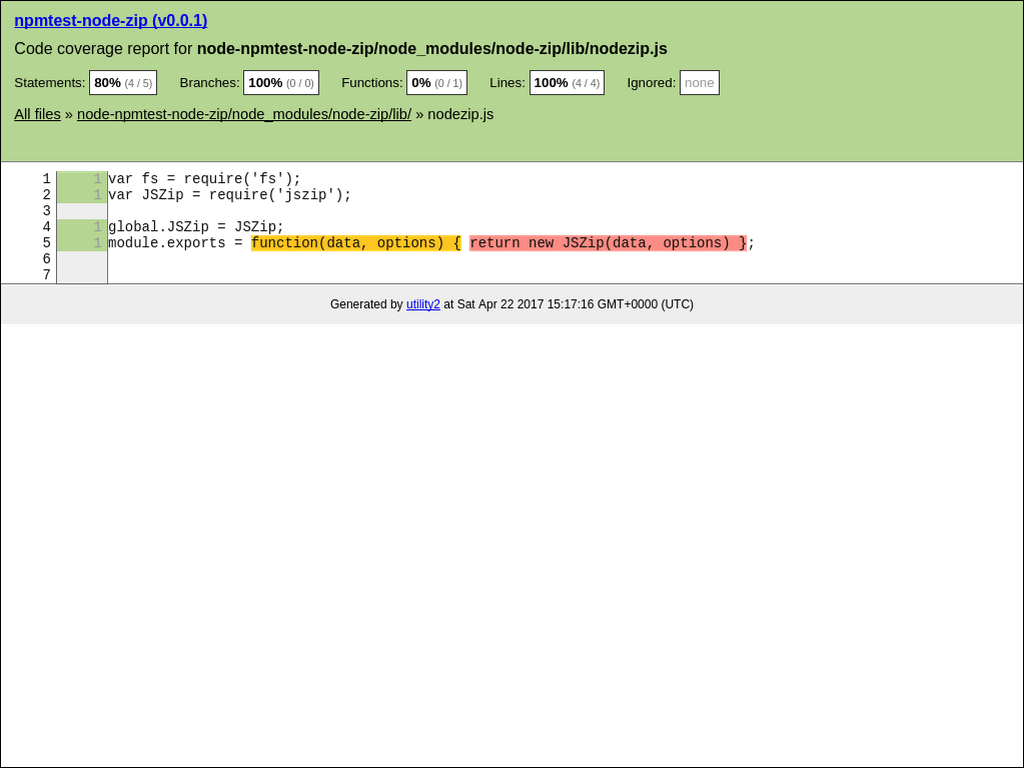 npmtest-node-zip (v0.0.1)
Code coverage report for node-npmtest-node-zip/node_modules/node-zip/lib/nodezip.js
Statements: 80% (4 / 5) Branches: 100% (0 / 0) Functions: 0% (0 / 1) Lines: 100% (4 / 4) Ignored: none
All files » node-npmtest-node-zip/node_modules/node-zip/lib/ » nodezip.js
1 1 var fs = require('fs');
2 1 var JSZip = require('jszip');
3
4 1 global.JSZip = JSZip;
5 1 module.exports = function(data, options) { return new JSZip(data, options) };
6
7
Generated by utility2 at Sat Apr 22 2017 15:17:16 GMT+0000 (UTC)